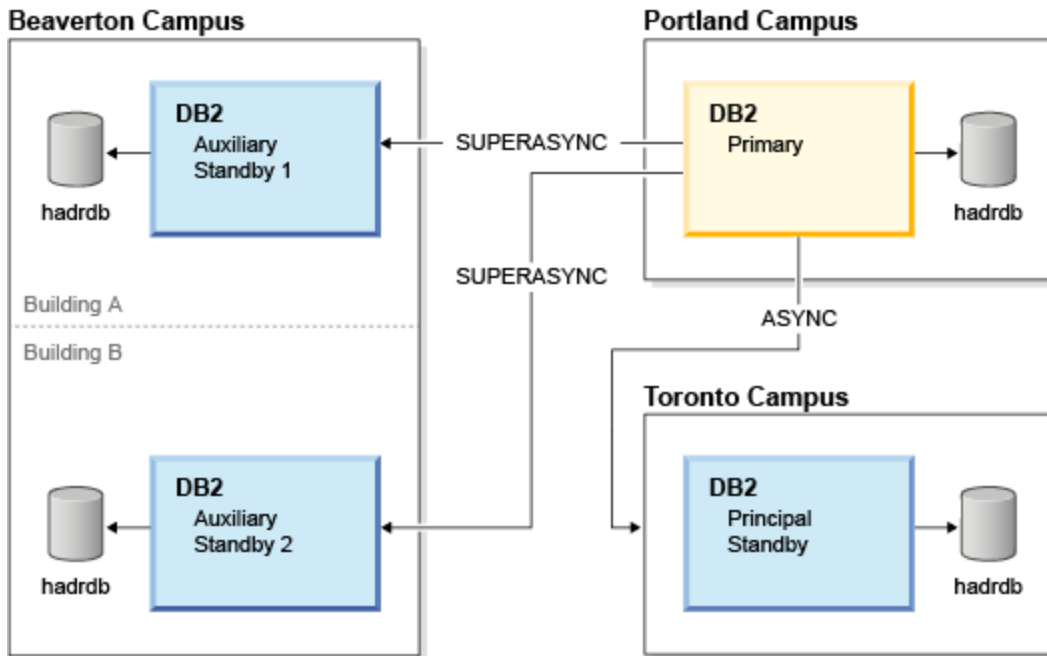 Beaverton Campus
DB2
Auxiliary
Standby 1
hadrdb
Building A
Building B
DB2
Auxiliary
Standby 2
hadrdb
SUPERASYNC
SUPERASYNC
Portland Campus
DB2
Primary
hadrdb
ASYNC
Toronto Campus
DB2
Principal
Standby
hadrdb